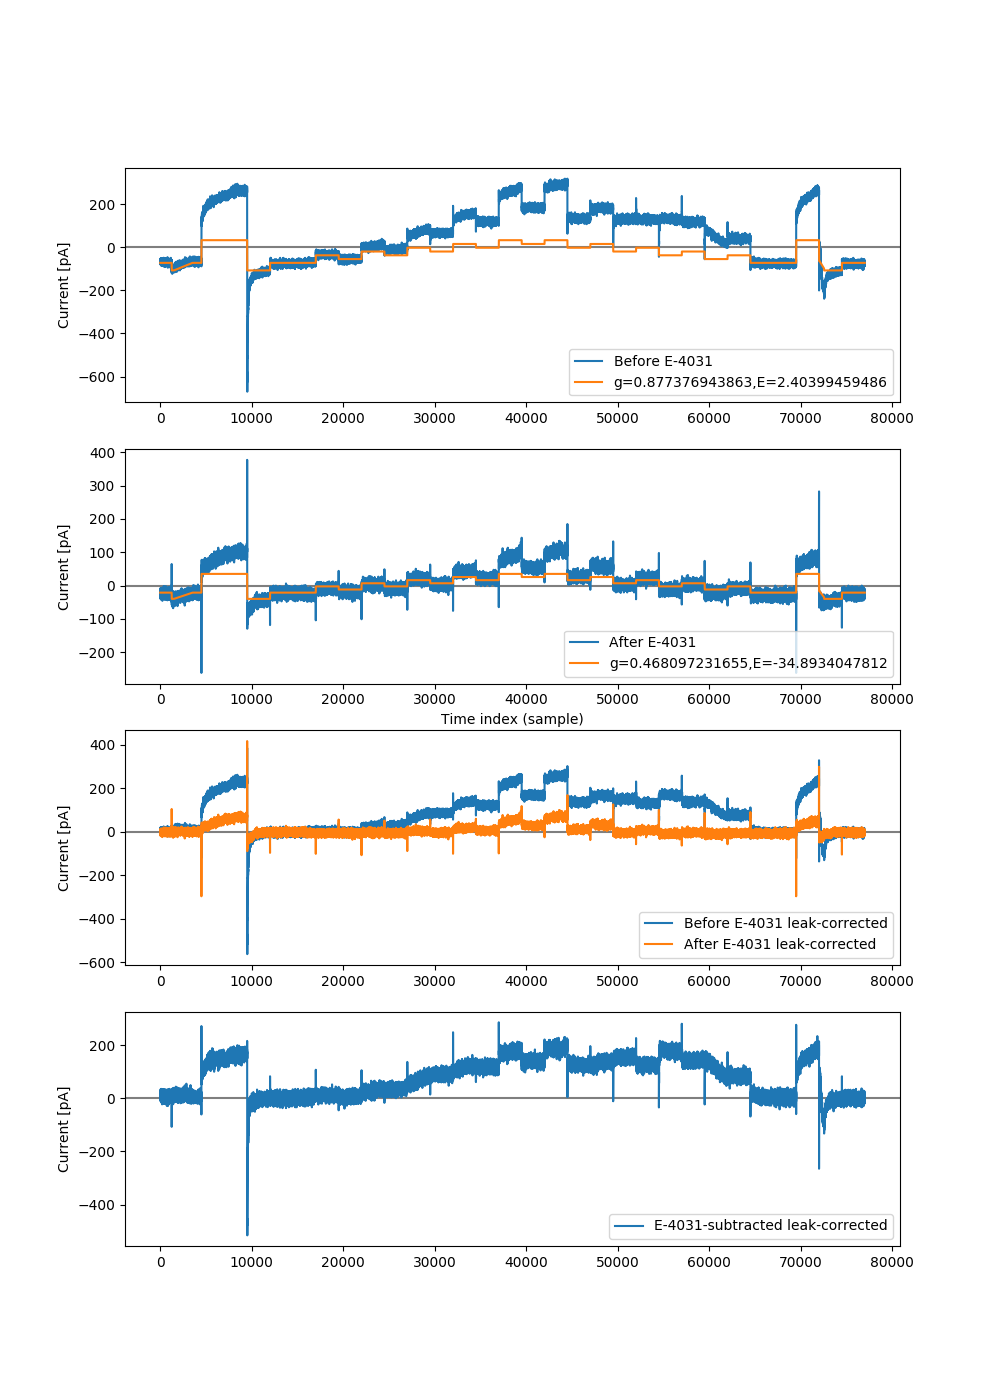 200
0
−200
−400
−600
Current [pA]
Before E-4031
g=0.877376943863,E=2.40399459486
0 10000 20000 30000 40000 50000 60000 70000 80000
400
300
200
100
0
−100
−200
Current [pA]
After E-4031
g=0.468097231655,E=-34.8934047812
0 10000 20000 30000 40000 50000 60000 70000 80000
Time index (sample)
400
200
0
−200
−400
−600
Current [pA]
Before E-4031 leak-corrected
After E-4031 leak-corrected
0 10000 20000 30000 40000 50000 60000 70000 80000
200
0
−200
−400
Current [pA]
E-4031-subtracted leak-corrected
0 10000 20000 30000 40000 50000 60000 70000 80000